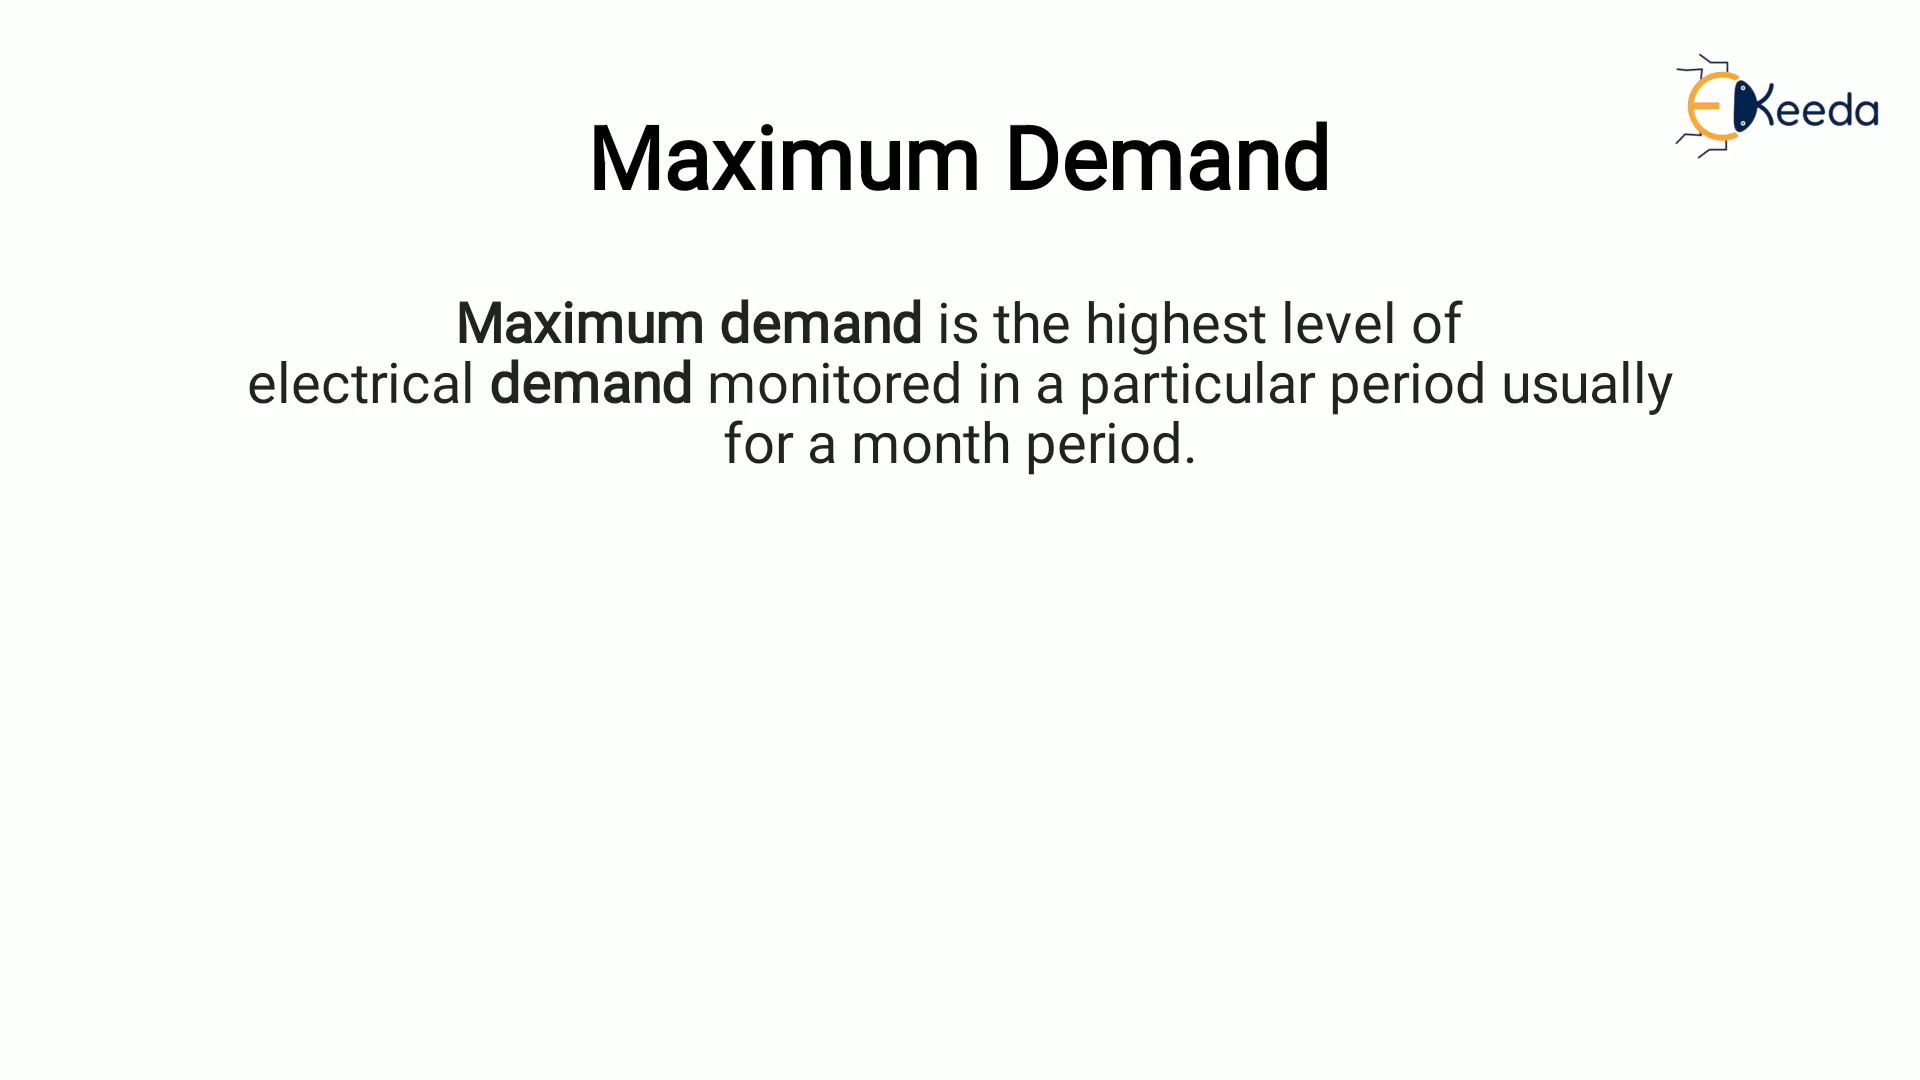 EKeeda
Maximum Demand
Maximum demand is the highest level of
electrical demand monitored in a particular period usually
for a month period.